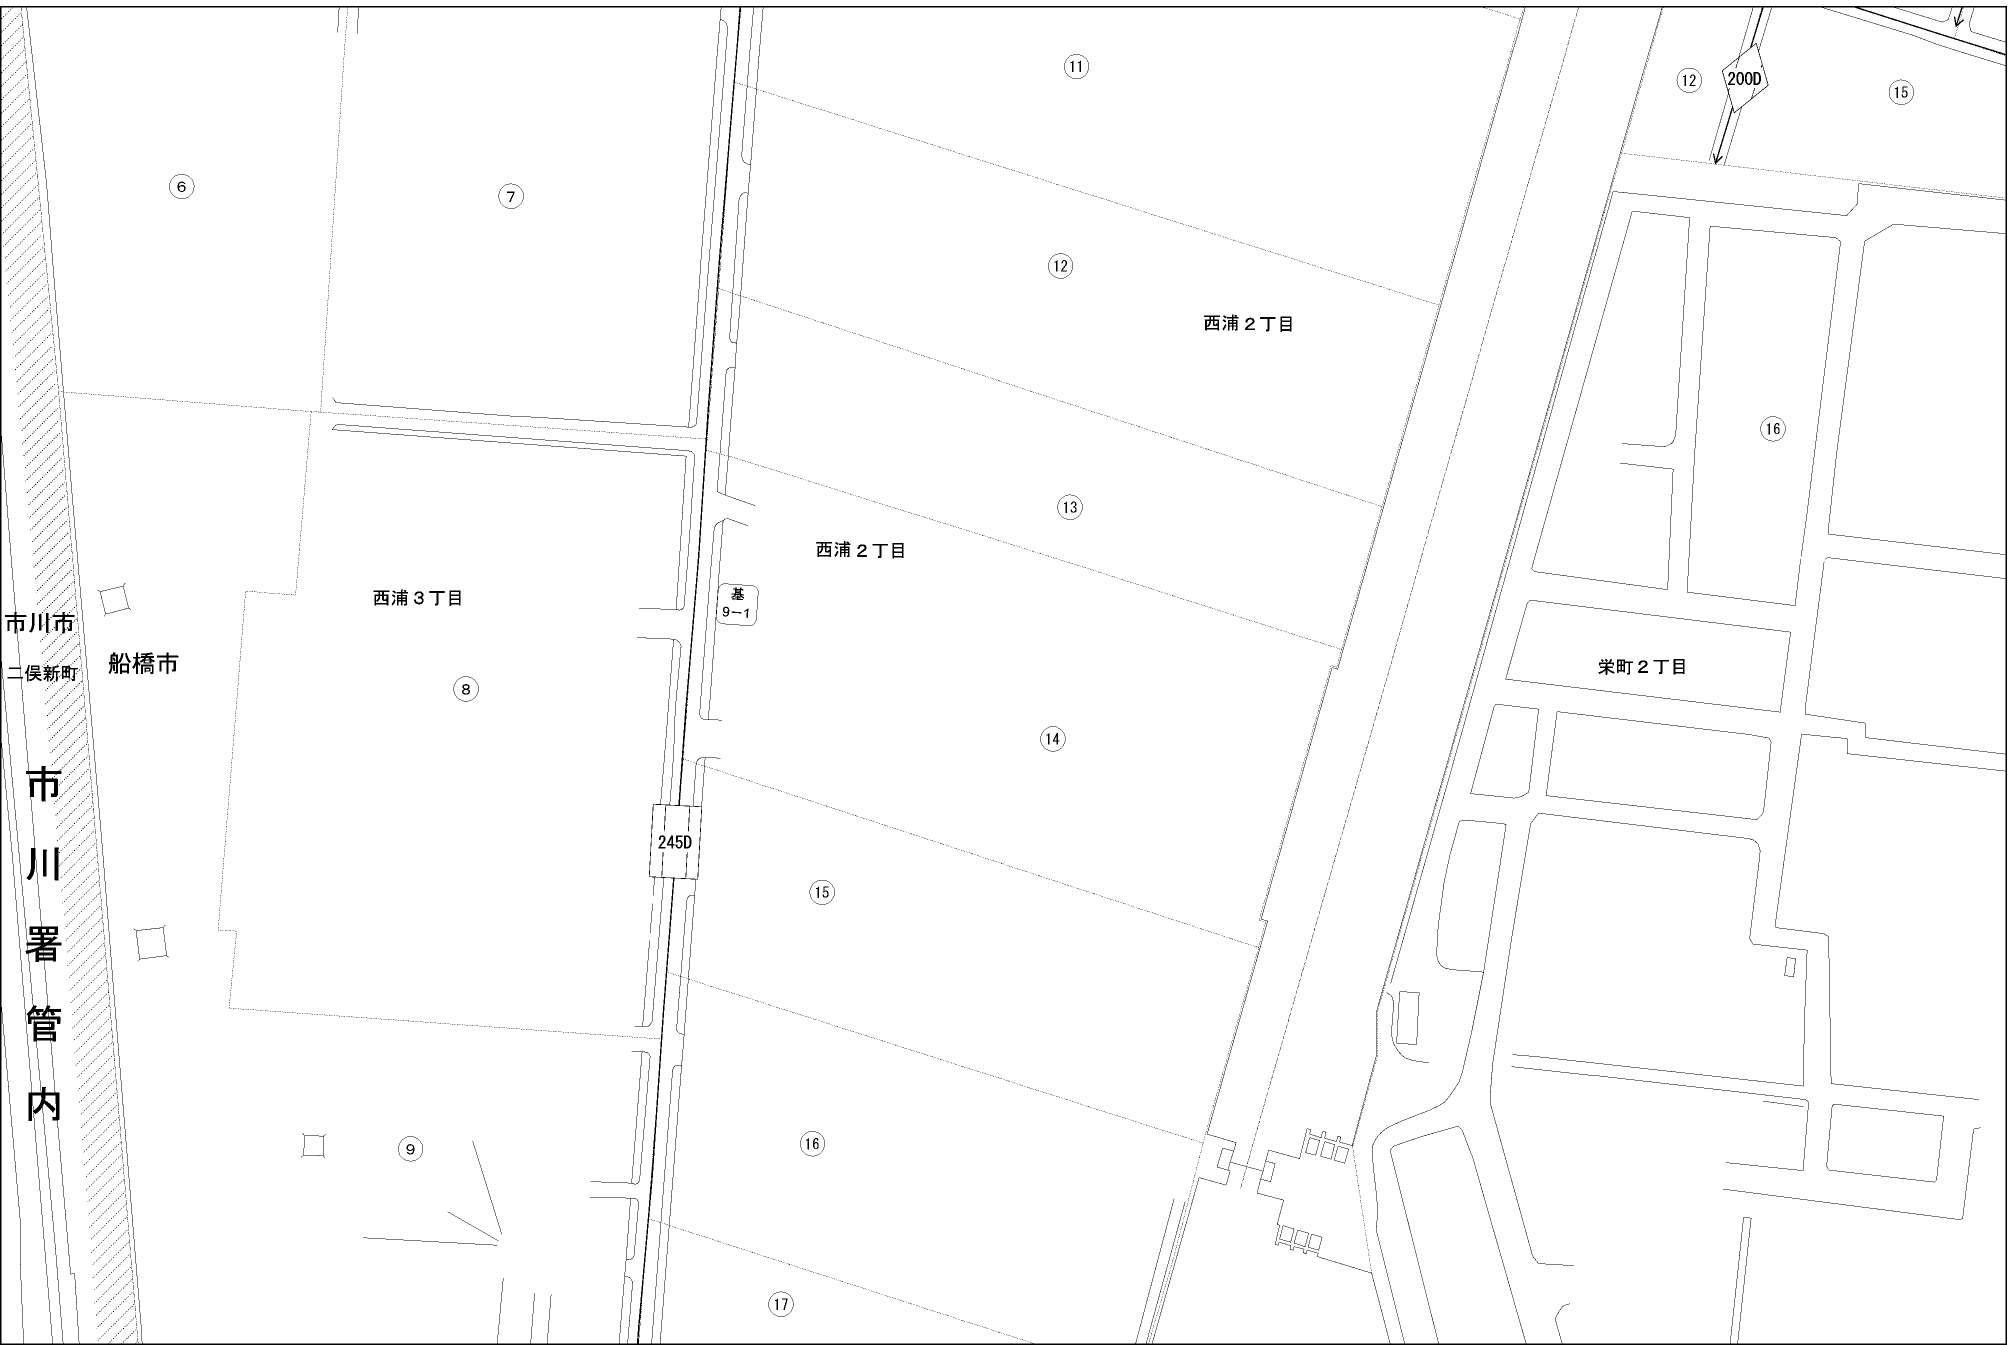 ⑪
⑫
200D
⑮
⑥
⑦
⑫
西浦２丁目
⑯
⑬
西浦２丁目
西浦３丁目
基
9－1
市川市
船橋市
二俣新町
栄町２丁目
⑧
⑭
市川署管内
245D
⑮
⑯
⑨
⑰